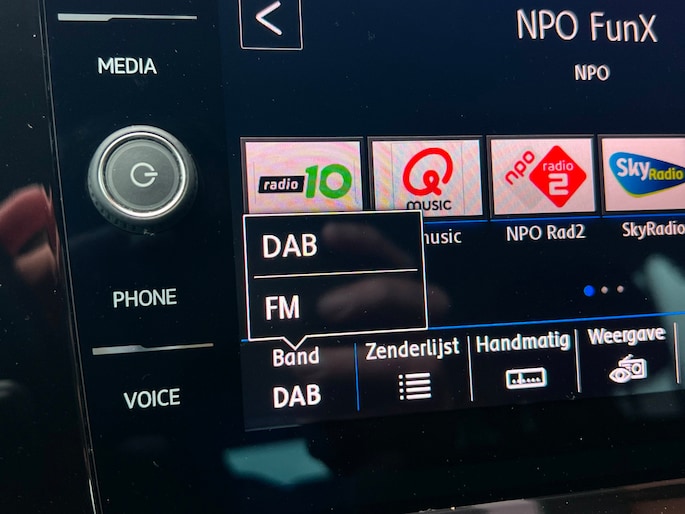 MEDIA
PHONE
VOICE
<
NPO FunX
NPO
radio 10
Q
MUSIC
npo
radio
2
Sky Radio
music
NPO Rad2
SkyRadio
DAB
FM
Band
DAB
Zenderlijst
Handmatig
Weergave